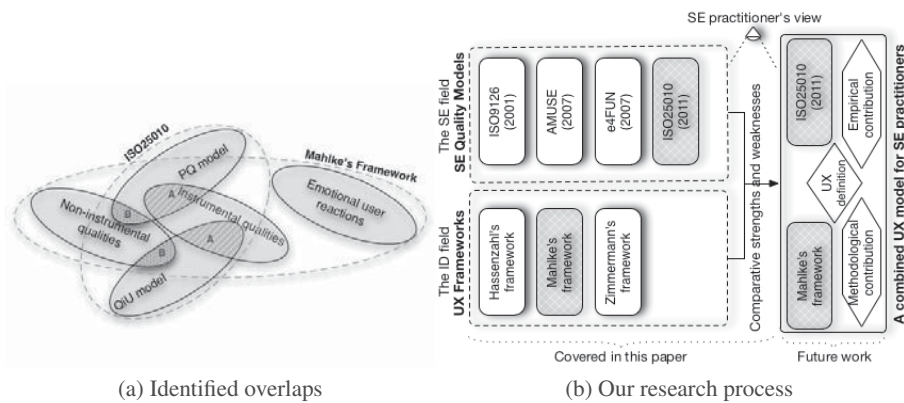 ISO25010
Mahlke's Framework
PQ model
Emotional user
reactions
Non-instrumental
qualities
Instrumental qualities
A
B
A
B
QiU model
(a) Identified overlaps
SE practitioner's view
The SE field
SE Quality Models
ISO9126
(2001)
AMUSE
(2007)
e4FUN
(2007)
ISO25010
(2011)
The ID field
UX Frameworks
Hassenzahl's
framework
Mahlke's
framework
Zimmermann's
framework
Comparative strengths and weaknesses
ISO25010
(2011)
Empirical
contribution
UX
definition
Mahlke's
framework
Methodological
contribution
A combined UX model for SE practitioners
Covered in this paper
Future work
(b) Our research process